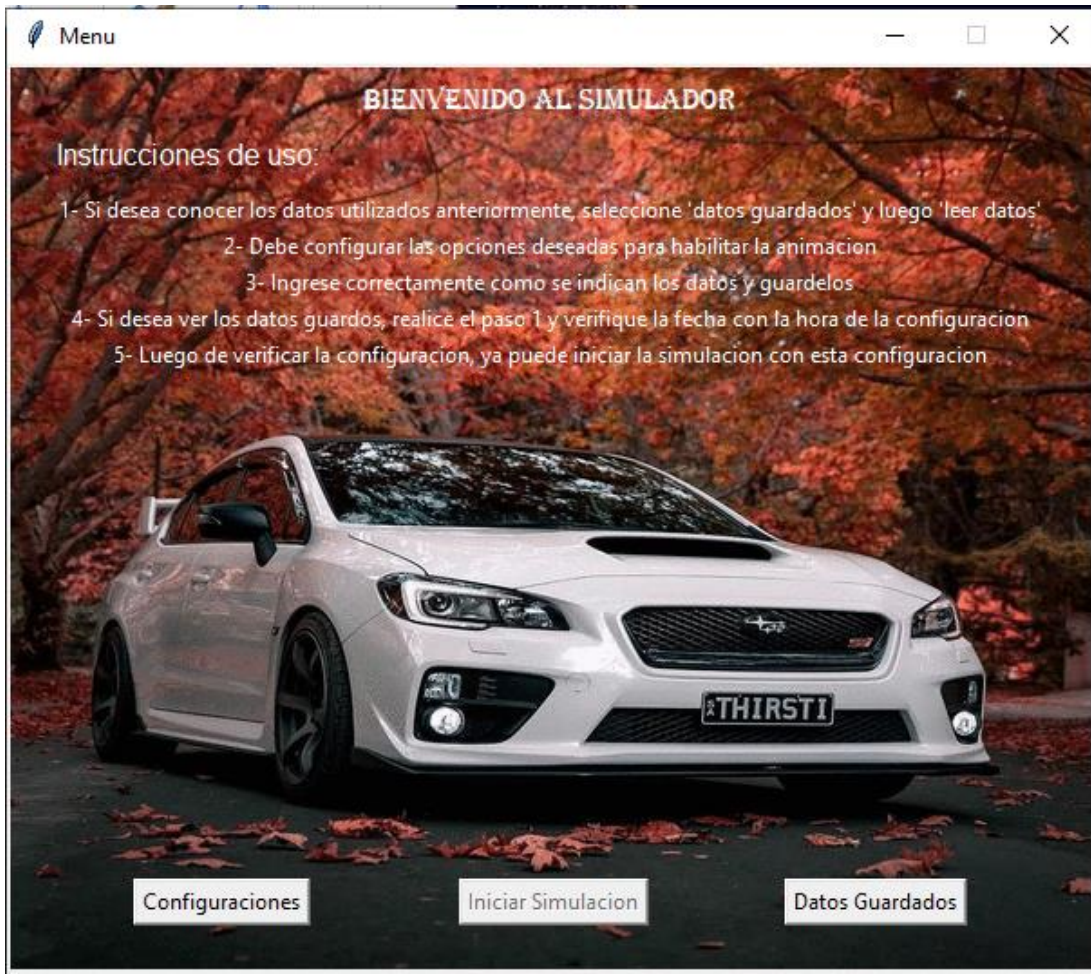 Menu
BIENVENIDO AL SIMULADOR
Instrucciones de uso:
1- Si desea conocer los datos utilizados anteriormente, seleccione 'datos guardados' y luego 'leer datos'
2- Debe configurar las opciones deseadas para habilitar la animacion
3- Ingrese correctamente como se indican los datos y guardelos
4- Si desea ver los datos guardos, realice el paso 1 y verifique la fecha con la hora de la configuracion
5- Luego de verificar la configuracion, ya puede iniciar la simulacion con esta configuracion
THIRSTI
Configuraciones
Iniciar Simulacion
Datos Guardados